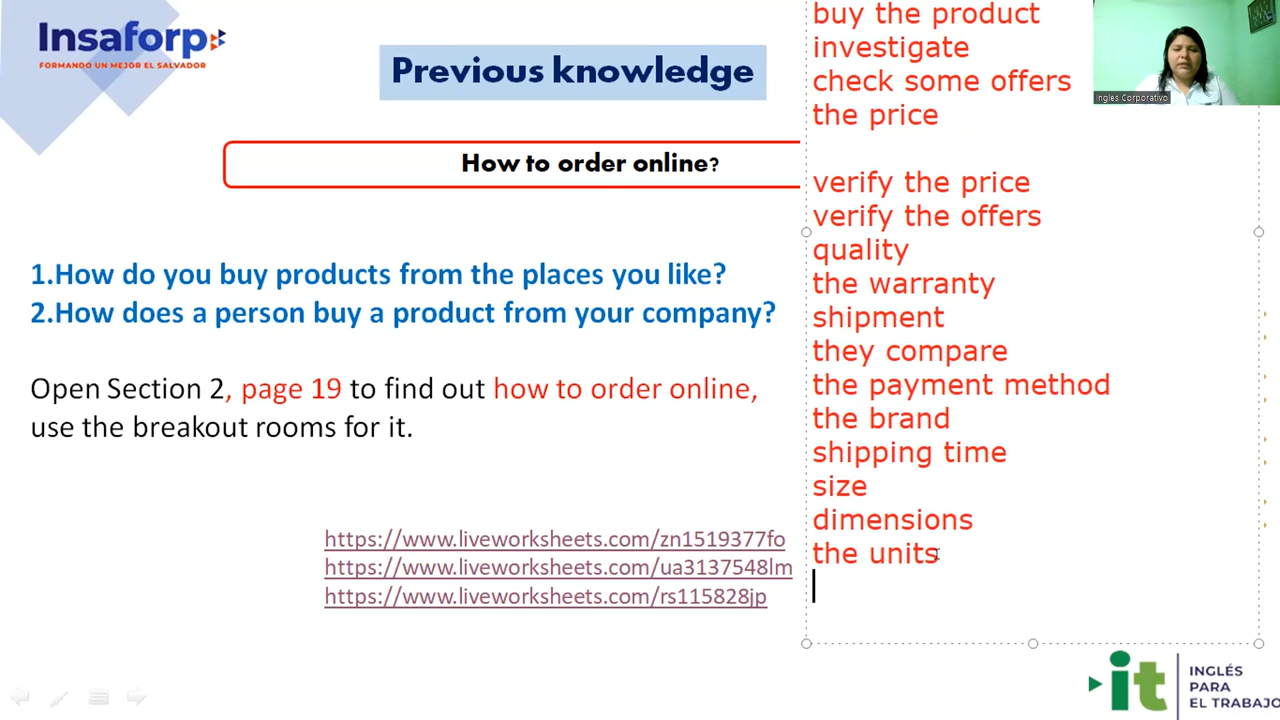 Insaforp
FORMANDO UN MEJOR EL SALVADOR
Previous knowledge
How to order online?
1.How do you buy products from the places you like?
2.How does a person buy a product from your company?
Open Section 2, page 19 to find out how to order online,
use the breakout rooms for it.
https://www.liveworksheets.com/zn1519377fo
https://www.liveworksheets.com/ua3137548lm
https://www.liveworksheets.com/rs115828jp
buy the product
investigate
check some offers
the price
verify the price
verify the offers
quality
the warranty
shipment
they compare
the payment method
the brand
shipping time
size
dimensions
the units
Ingles Corporativo
it
INGLÉS
PARA
EL TRABAJO